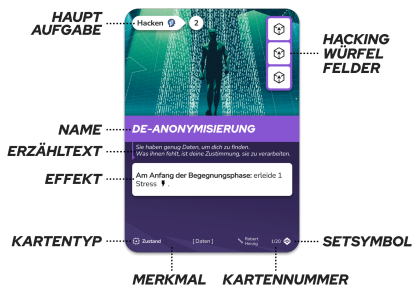 HAUPT
AUFGABE
Hacken 2
HACKING
WÜRFEL
FELDER
NAME
DE-ANONYMISIERUNG
ERZÄHLTEXT
Sie haben genug Daten, um dich zu finden.
Was ihnen fehlt, ist deine Zustimmung, sie zu verarbeiten.
EFFEKT
Am Anfang der Begegnungsphase: erleide 1
Stress .
KARTENTYP
Zustand
[ Daten ]
Robert
Herzig
1/20
SETSYMBOL
MERKMAL
KARTENNUMMER